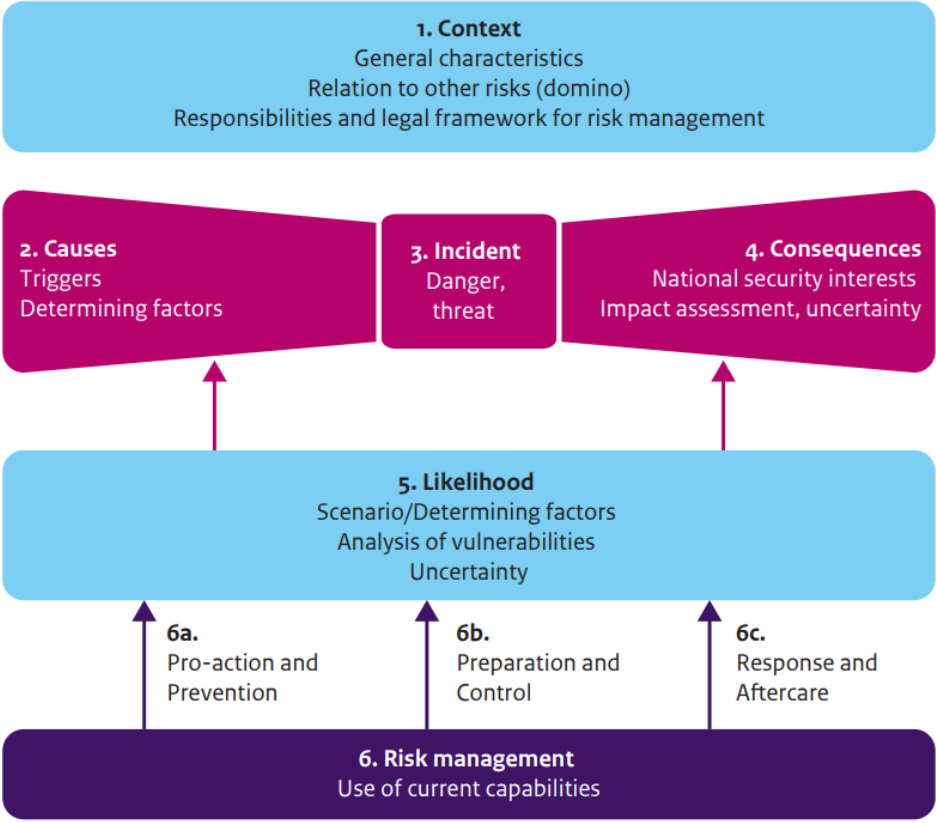 1. Context
General characteristics
Relation to other risks (domino)
Responsibilities and legal framework for risk management
2. Causes
Triggers
Determining factors
3. Incident
Danger,
threat
4. Consequences
National security interests
Impact assessment, uncertainty
5. Likelihood
Scenario/Determining factors
Analysis of vulnerabilities
Uncertainty
6a.
Pro-action and
Prevention
6b.
Preparation and
Control
6c.
Response and
Aftercare
6. Risk management
Use of current capabilities